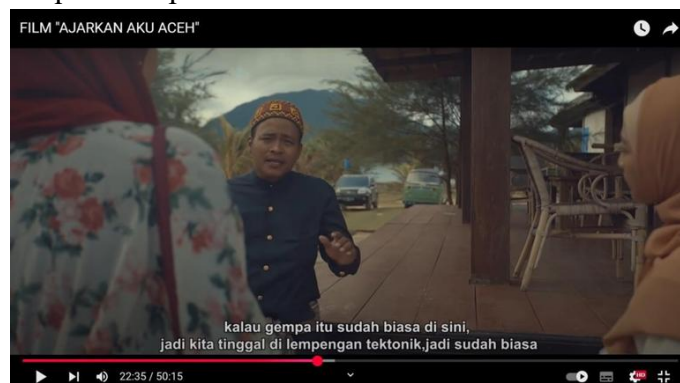 FILM "AJARKAN AKU ACEH"
kalau gempa itu sudah biasa di sini,
jadi kita tinggal di lempengan tektonik,jadi sudah biasa
22:35 / 50:15
HD